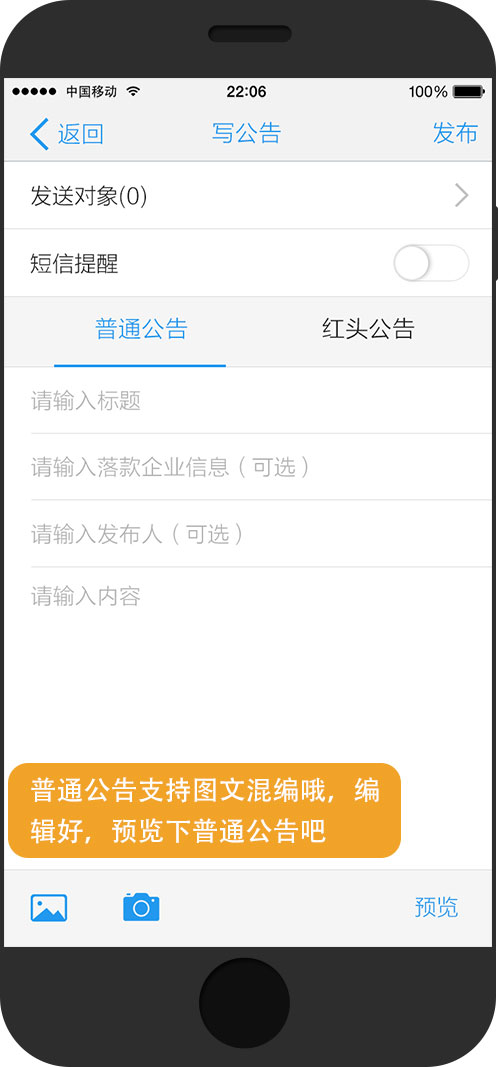 中国移动 22:06 100%
返回 写公告 发布
发送对象(0)
短信提醒
普通公告 红头公告
请输入标题
请输入落款企业信息（可选）
请输入发布人（可选）
请输入内容
普通公告支持图文混编哦，编
辑好，预览下普通公告吧
预览